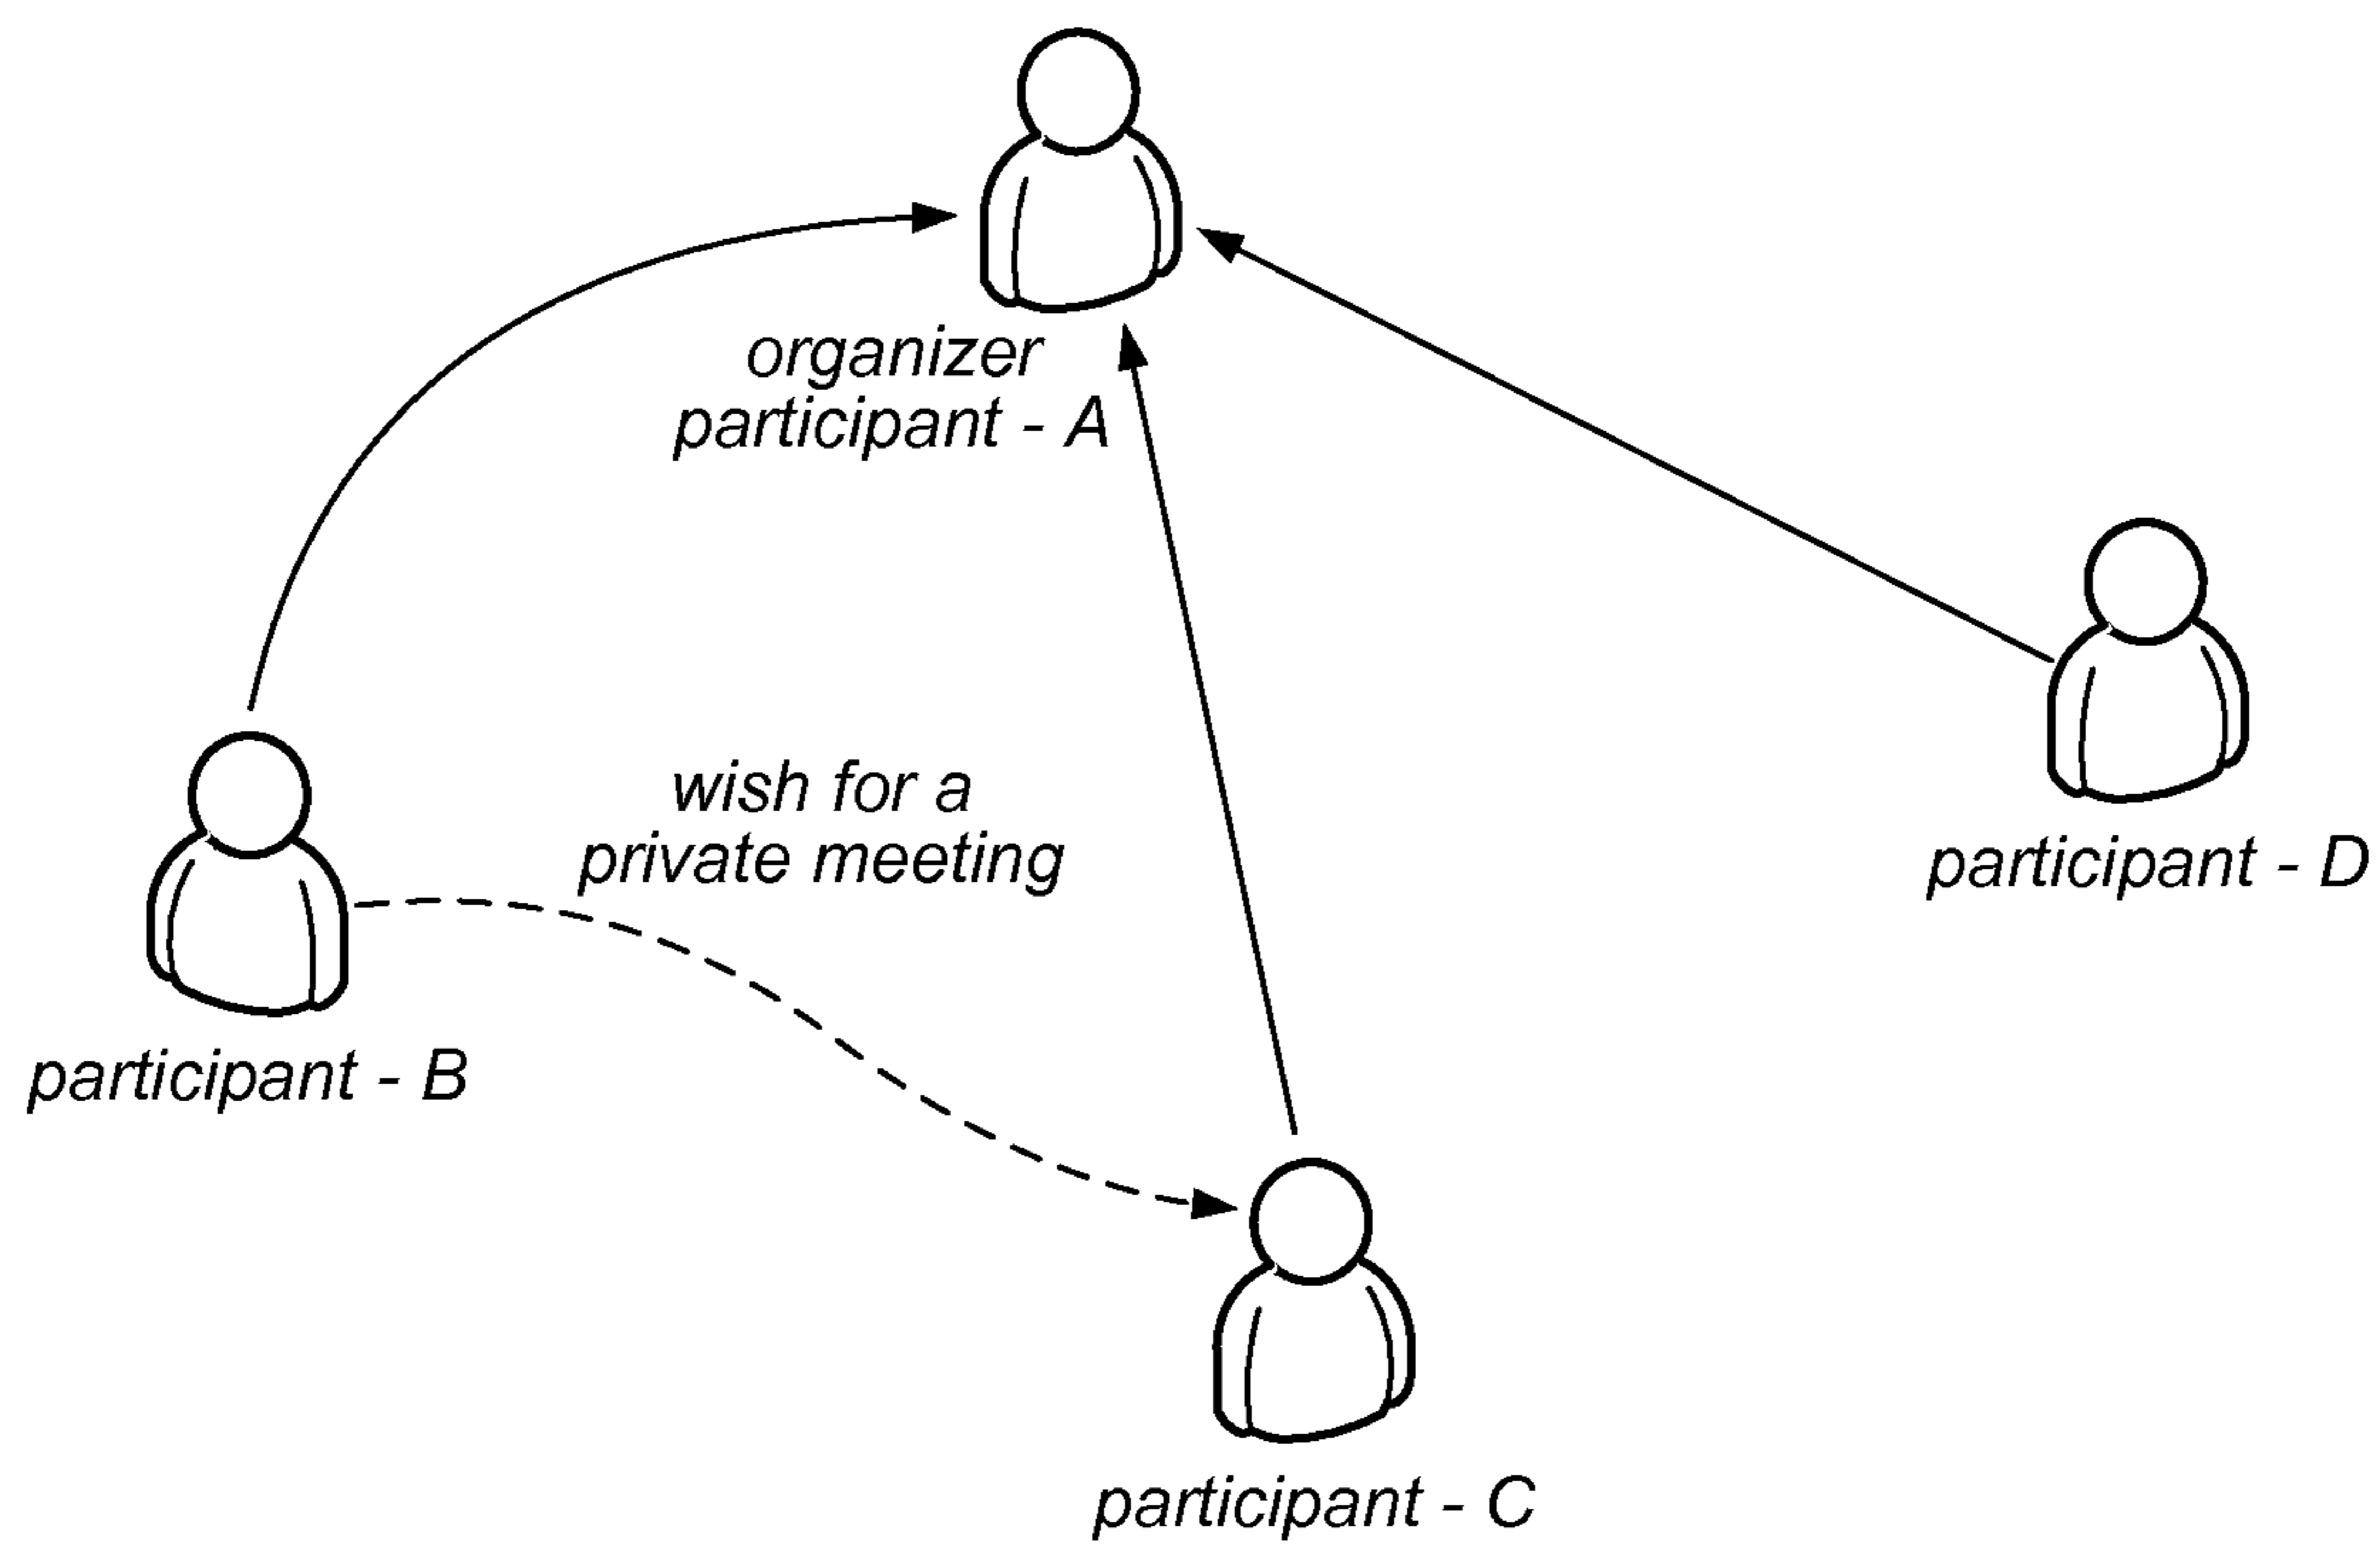 organizer
participant - A
wish for a
private meeting
participant - D
participant - B
participant - C